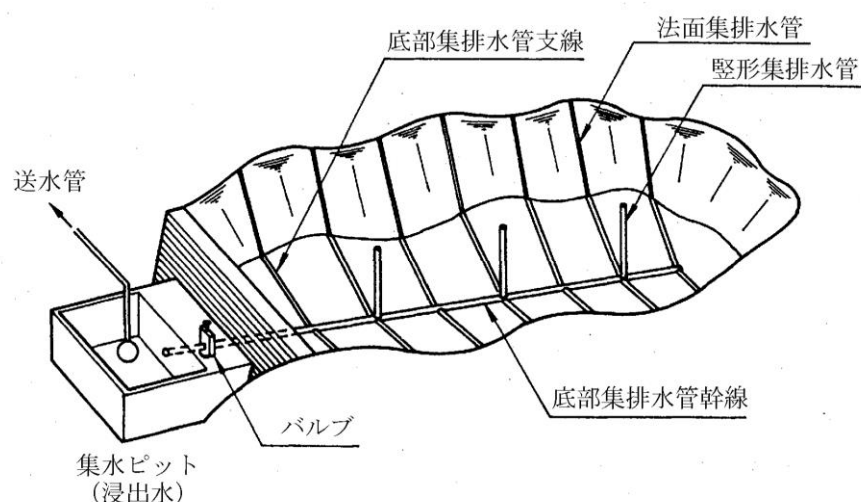 法面集排水管
底部集排水管支線
竪形集排水管
送水管
底部集排水管幹線
バルブ
集水ピット
(浸出水)